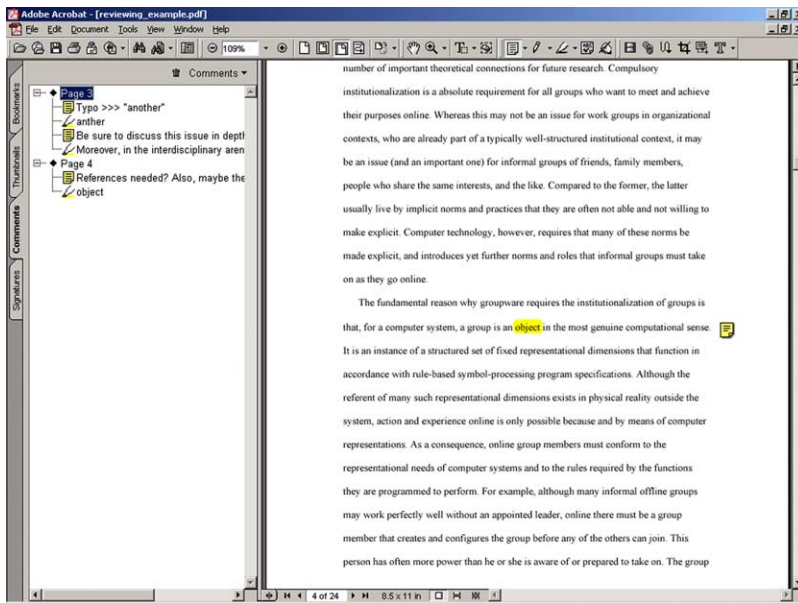 Adobe Acrobat - [reviewing_example.pdf]
File Edit Document Tools View Window Help
109%
Comments
Bookmarks
Thumbnails
Comments
Signatures
Page 3
Typo >>> "another"
anther
Be sure to discuss this issue in depth
Moreover, in the interdisciplinary aren
Page 4
References needed? Also, maybe the
object
number of important theoretical connections for future research. Compulsory
institutionalization is a absolute requirement for all groups who want to meet and achieve
their purposes online. Whereas this may not be an issue for work groups in organizational
contexts, who are already part of a typically well-structured institutional context, it may
be an issue (and an important one) for informal groups of friends, family members,
people who share the same interests, and the like. Compared to the former, the latter
usually live by implicit norms and practices that they are often not able and not willing to
make explicit. Computer technology, however, requires that many of these norms be
made explicit, and introduces yet further norms and roles that informal groups must take
on as they go online.
The fundamental reason why groupware requires the institutionalization of groups is
that, for a computer system, a group is an object in the most genuine computational sense.
It is an instance of a structured set of fixed representational dimensions that function in
accordance with rule-based symbol-processing program specifications. Although the
referent of many such representational dimensions exists in physical reality outside the
system, action and experience online is only possible because and by means of computer
representations. As a consequence, online group members must conform to the
representational needs of computer systems and to the rules required by the functions
they are programmed to perform. For example, although many informal offline groups
may work perfectly well without an appointed leader, online there must be a group
member that creates and configures the group before any of the others can join. This
person has often more power than he or she is aware of or prepared to take on. The group
4 of 24
8.5 x 11 in